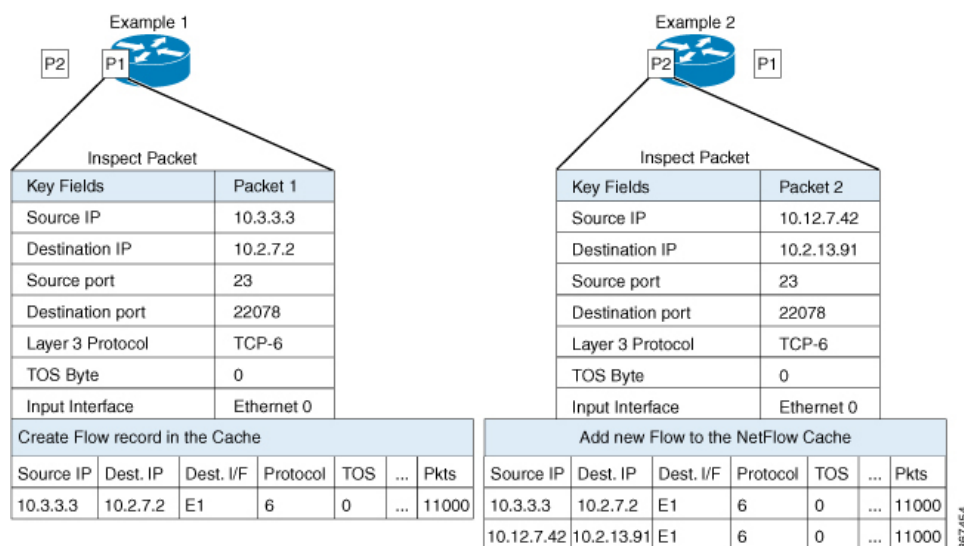 Example 1
P2
P1
Inspect Packet
Key Fields Packet 1
Source IP 10.3.3.3
Destination IP 10.2.7.2
Source port 23
Destination port 22078
Layer 3 Protocol TCP-6
TOS Byte 0
Input Interface Ethernet 0
Create Flow record in the Cache
Source IP Dest. IP Dest. I/F Protocol TOS ... Pkts
10.3.3.3 10.2.7.2 E1 6 0 ... 11000
Example 2
P2
P1
Inspect Packet
Key Fields Packet 2
Source IP 10.12.7.42
Destination IP 10.2.13.91
Source port 23
Destination port 22078
Layer 3 Protocol TCP-6
TOS Byte 0
Input Interface Ethernet 0
Add new Flow to the NetFlow Cache
Source IP Dest. IP Dest. I/F Protocol TOS ... Pkts
10.3.3.3 10.2.7.2 E1 6 0 ... 11000
10.12.7.42 10.2.13.91 E1 6 0 ... 11000